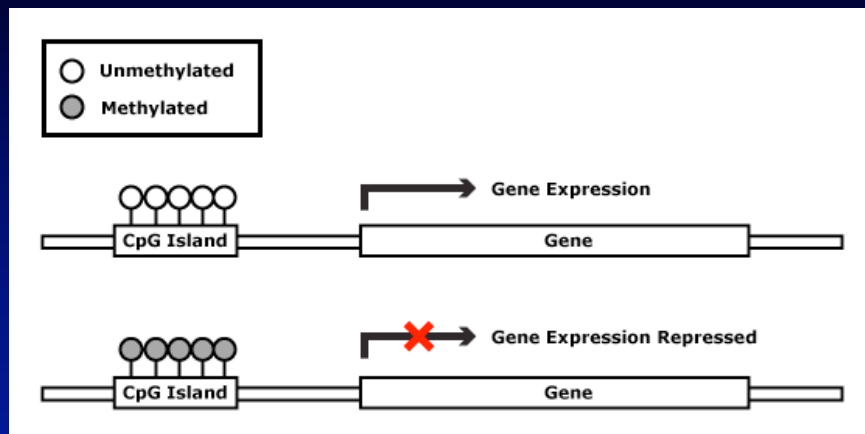 Unmethylated
Methylated
Gene Expression
CpG Island
Gene
Gene Expression Repressed
CpG Island
Gene